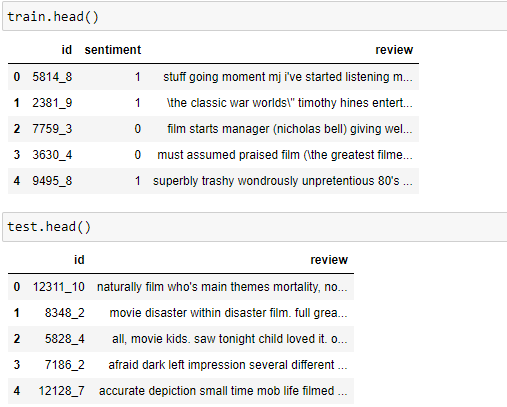 train.head()
id sentiment review
0 5814_8 1 stuff going moment mj i've started listening m...
1 2381_9 1 \the classic war worlds\" timothy hines entert...
2 7759_3 0 film starts manager (nicholas bell) giving wel...
3 3630_4 0 must assumed praised film (\the greatest filme...
4 9495_8 1 superbly trashy wondrously unpretentious 80's ...
test.head()
id review
0 12311_10 naturally film who's main themes mortality, no...
1 8348_2 movie disaster within disaster film. full grea...
2 5828_4 all, movie kids. saw tonight child loved it. o...
3 7186_2 afraid dark left impression several different ...
4 12128_7 accurate depiction small time mob life filmed ...